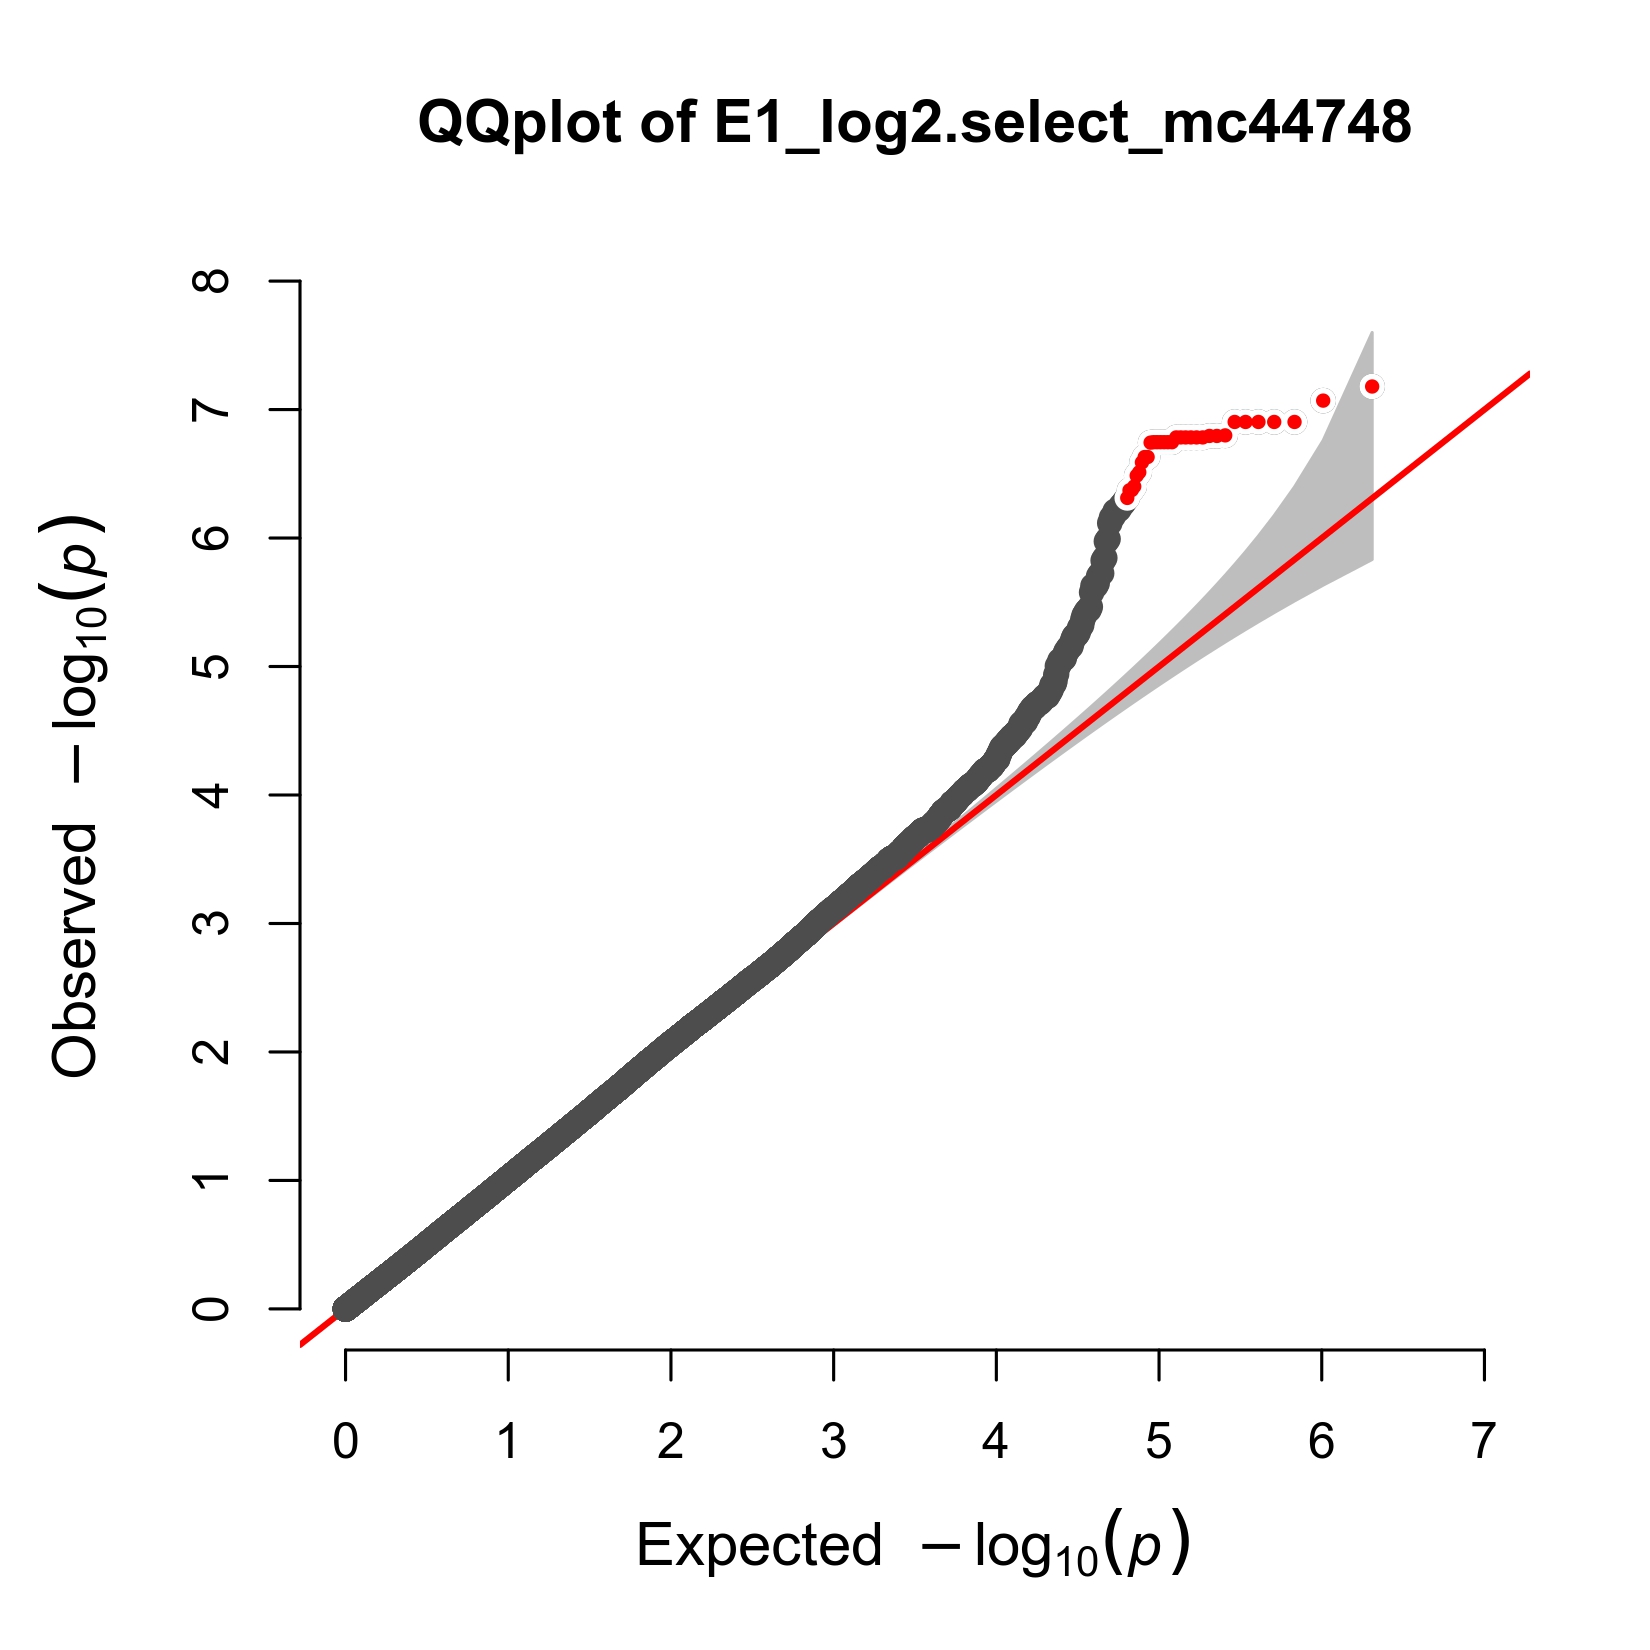 QQplot of E1_log2.select_mc44748
8
7
6
5
4
3
2
1
0
Observed −log10(p)
0 1 2 3 4 5 6 7
Expected −log10(p)